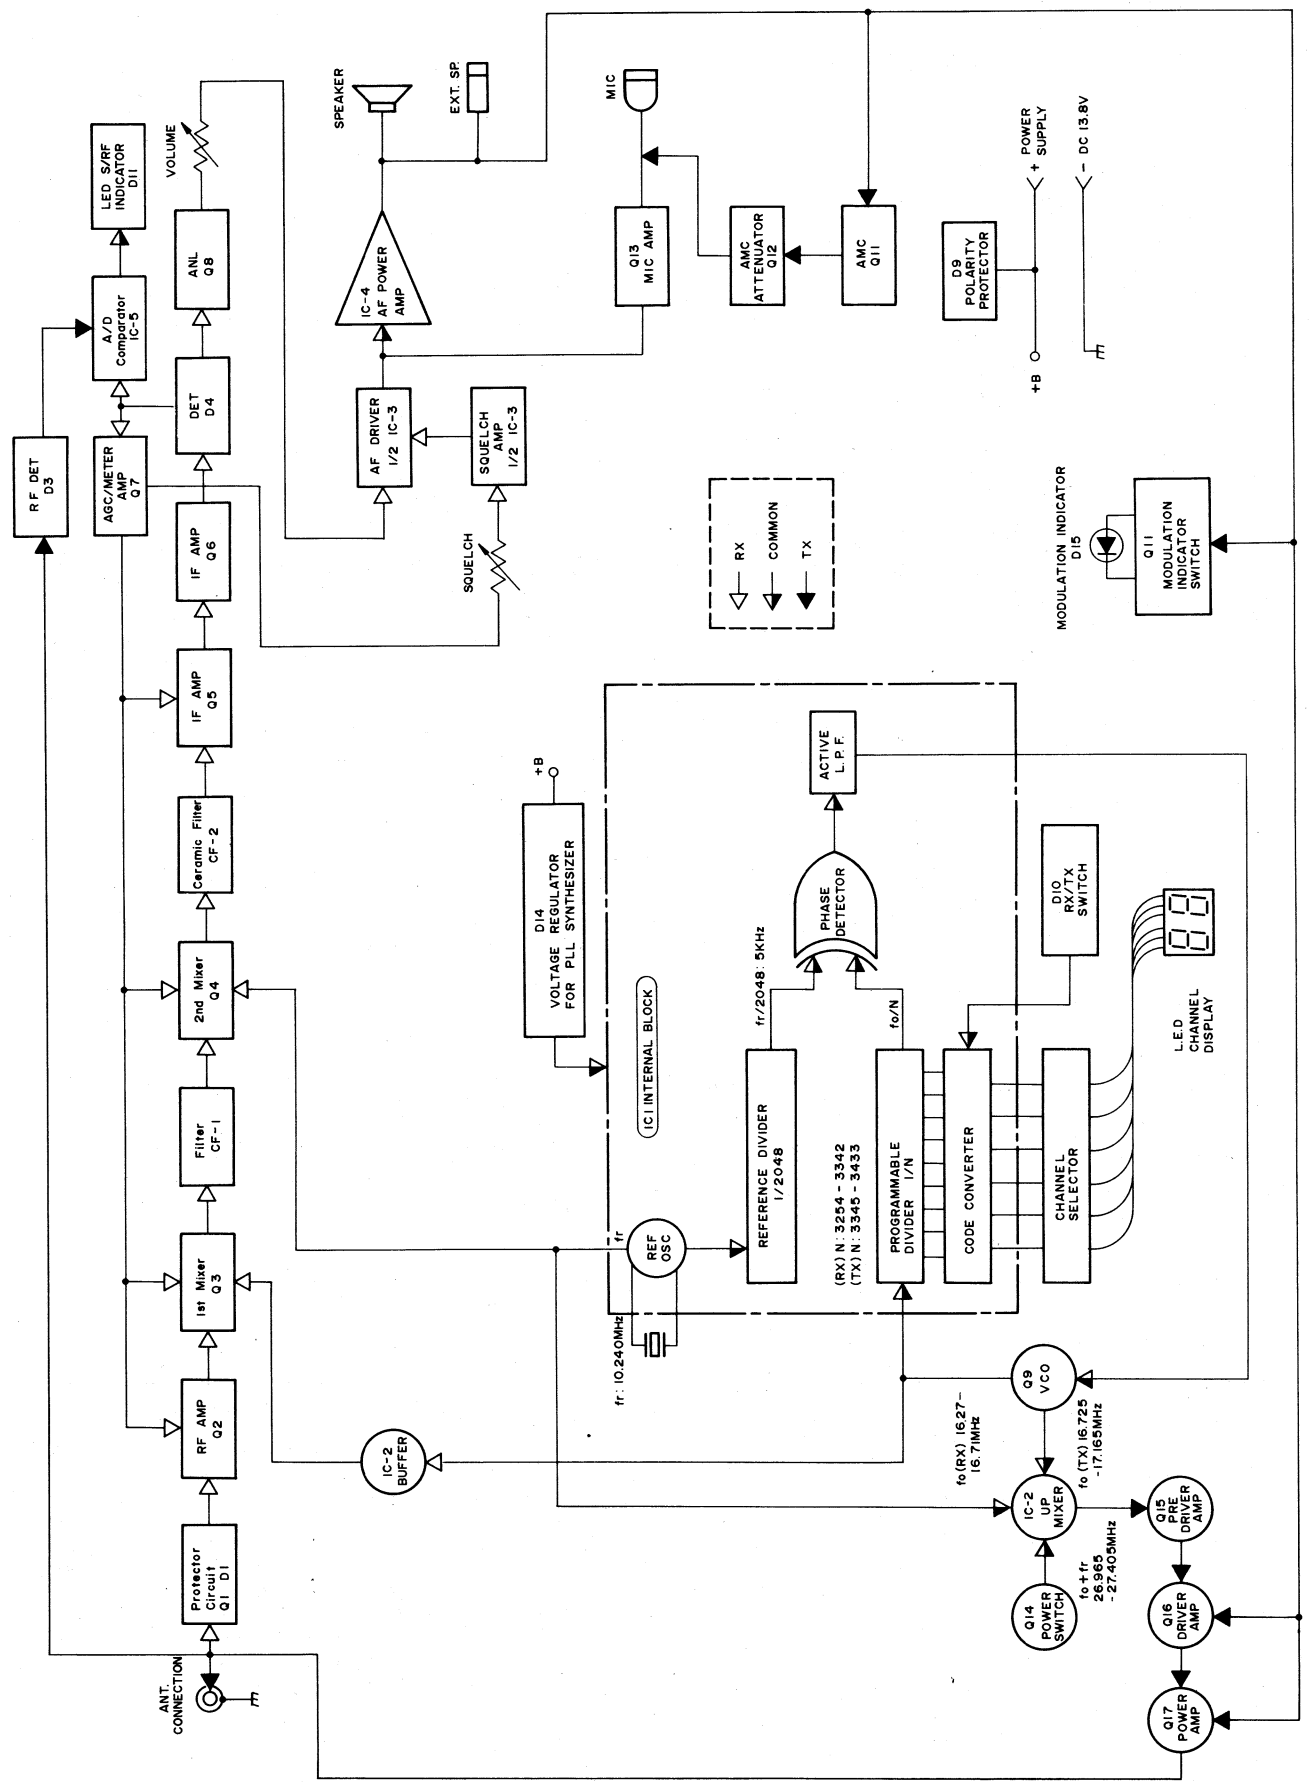 ANT.
CONNECTION
Protector
Circuit
Q1 D1
RF AMP
Q2
1st Mixer
Q3
Filter
CF-1
2nd Mixer
Q4
Ceramic Filter
CF-2
IF AMP
Q5
IF AMP
Q6
DET
D4
ANL
Q8
VOLUME
RF DET
D3
AGC/METER
AMP
Q7
A/D
Comparator
IC-5
LED S/RF
INDICATOR
D11
SPEAKER
EXT. SP.
IC-4
AF POWER
AMP
AF DRIVER
1/2 IC-3
SQUELCH
AMP
1/2 IC-3
SQUELCH
MIC
Q13
MIC AMP
AMC
ATTENUATOR
Q12
AMC
Q11
D9
POLARITY
PROTECTOR
+ POWER
SUPPLY
- DC 13.8V
+B
RX
COMMON
TX
MODULATION INDICATOR
D15
Q11
MODULATION
INDICATOR
SWITCH
D14
VOLTAGE REGULATOR
FOR PLL SYNTHESIZER
+B
IC1 INTERNAL BLOCK
fr
REF
OSC
fr: 10.240MHz
REFERENCE DIVIDER
1/2048
fr/2048: 5KHz
PHASE
DETECTOR
ACTIVE
L.P.F.
fo/N
(RX) N: 3254 - 3342
(TX) N: 3345 - 3433
PROGRAMMABLE
DIVIDER 1/N
CODE CONVERTER
CHANNEL
SELECTOR
D10
RX/TX
SWITCH
L.E.D
CHANNEL
DISPLAY
88
IC-2
BUFFER
Q9
VCO
fo(RX) 16.27-
16.71MHz
fo (TX) 16.725
-17.165MHz
IC-2
UP
MIXER
Q14
POWER
SWITCH
fo+fr
26.965
-27.405MHz
Q15
PRE
DRIVER
AMP
Q16
DRIVER
AMP
Q17
POWER
AMP